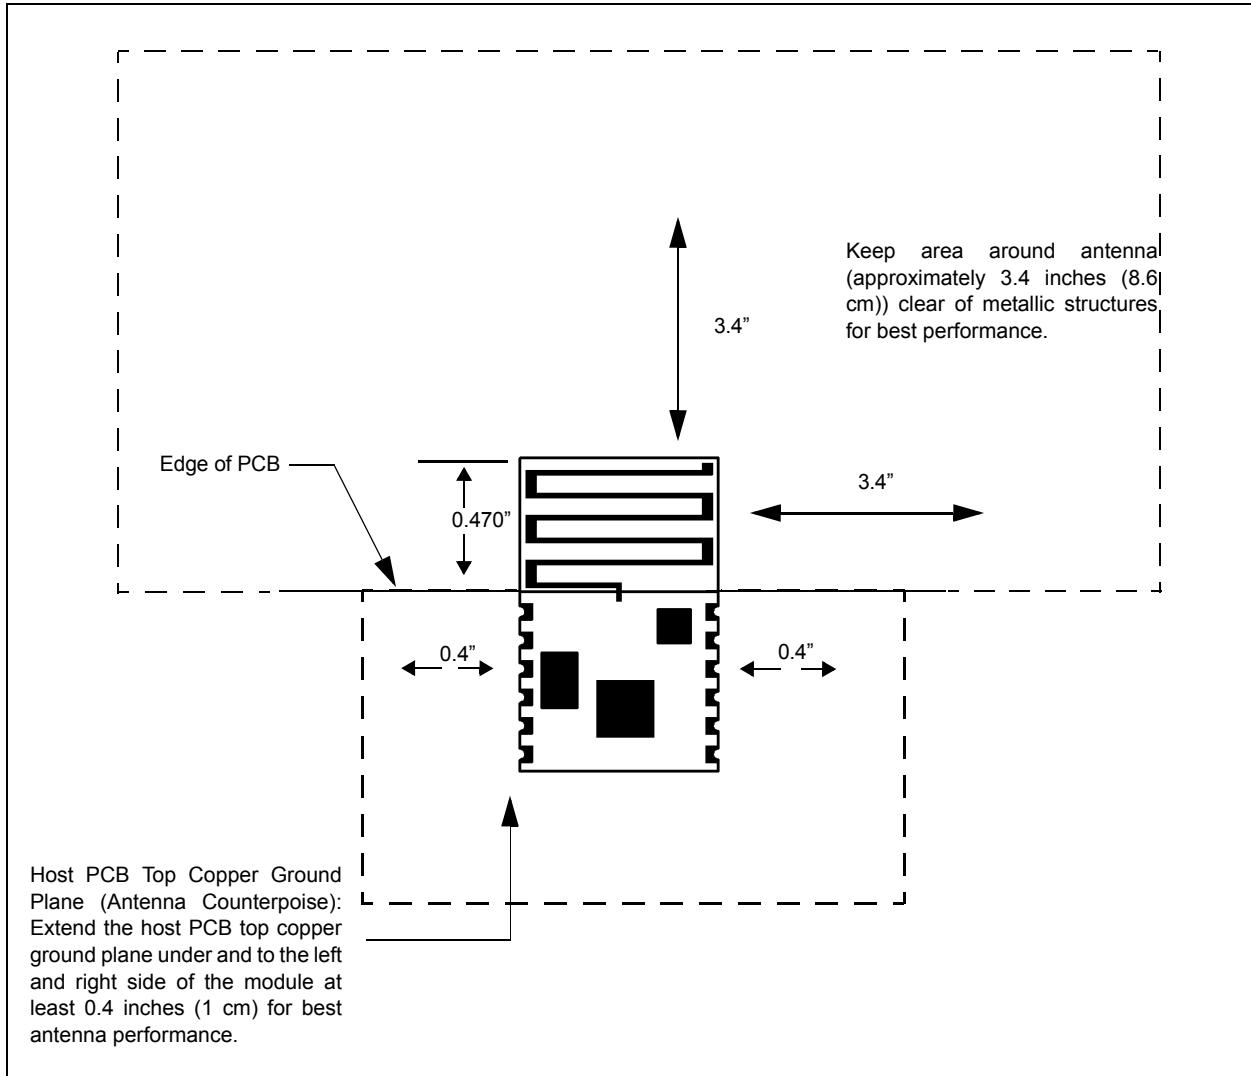 Keep area around antenna
(approximately 3.4 inches (8.6
cm)) clear of metallic structures
for best performance.
3.4”
Edge of PCB
0.470”
3.4”
0.4”
0.4”
Host PCB Top Copper Ground
Plane (Antenna Counterpoise):
Extend the host PCB top copper
ground plane under and to the left
and right side of the module at
least 0.4 inches (1 cm) for best
antenna performance.